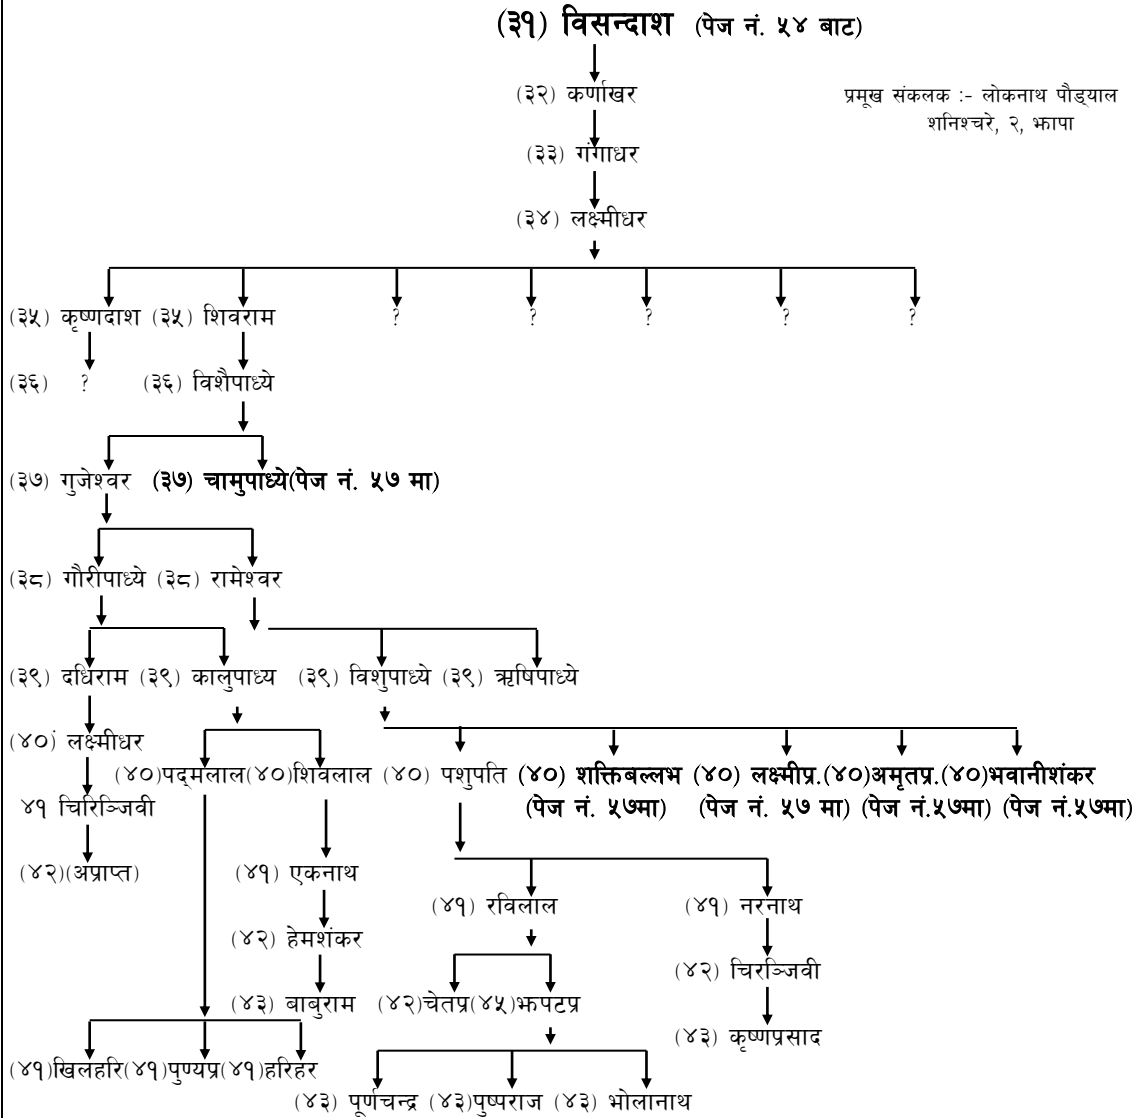 (३१) विसन्दाश (पेज नं. ५४ बाट)
(३२) कर्णाखर
प्रमूख संकलक :- लोकनाथ पौड्याल
शनिश्चरे, २, झापा
(३३) गंगाधर
(३४) लक्ष्मीधर
(३५) कृष्णदाश (३५) शिवराम ? ? ? ? ?
(३६) ? (३६) विशैपाध्ये
(३७) गुजेश्वर (३७) चामुपाध्ये(पेज नं. ५७ मा)
(३८) गौरीपाध्ये (३८) रामेश्वर
(३९) दधिराम (३९) कालुपाध्य (३९) विशुपाध्ये (३९) ऋषिपाध्ये
(४०ं) लक्ष्मीधर
(४०)पद्मलाल(४०)शिवलाल (४०) पशुपति (४०) शक्तिबल्लभ (४०) लक्ष्मीप्र.(४०)अमृतप्र.(४०)भवानीशंकर
४१ चिरिञ्जिवी (पेज नं. ५७मा) (पेज नं. ५७ मा) (पेज नं.५७मा) (पेज नं.५७मा)
(४२)(अप्राप्त) (४१) एकनाथ
(४१) रविलाल (४१) नरनाथ
(४२) हेमशंकर
(४२) चिरञ्जिवी
(४३) बाबुराम (४२)चेतप्र(४५)झपटप्र
(४३) कृष्णप्रसाद
(४१)खिलहरि(४१)पुण्यप्र(४१)हरिहर
(४३) पूर्णचन्द्र (४३)पुष्पराज (४३) भोलानाथ